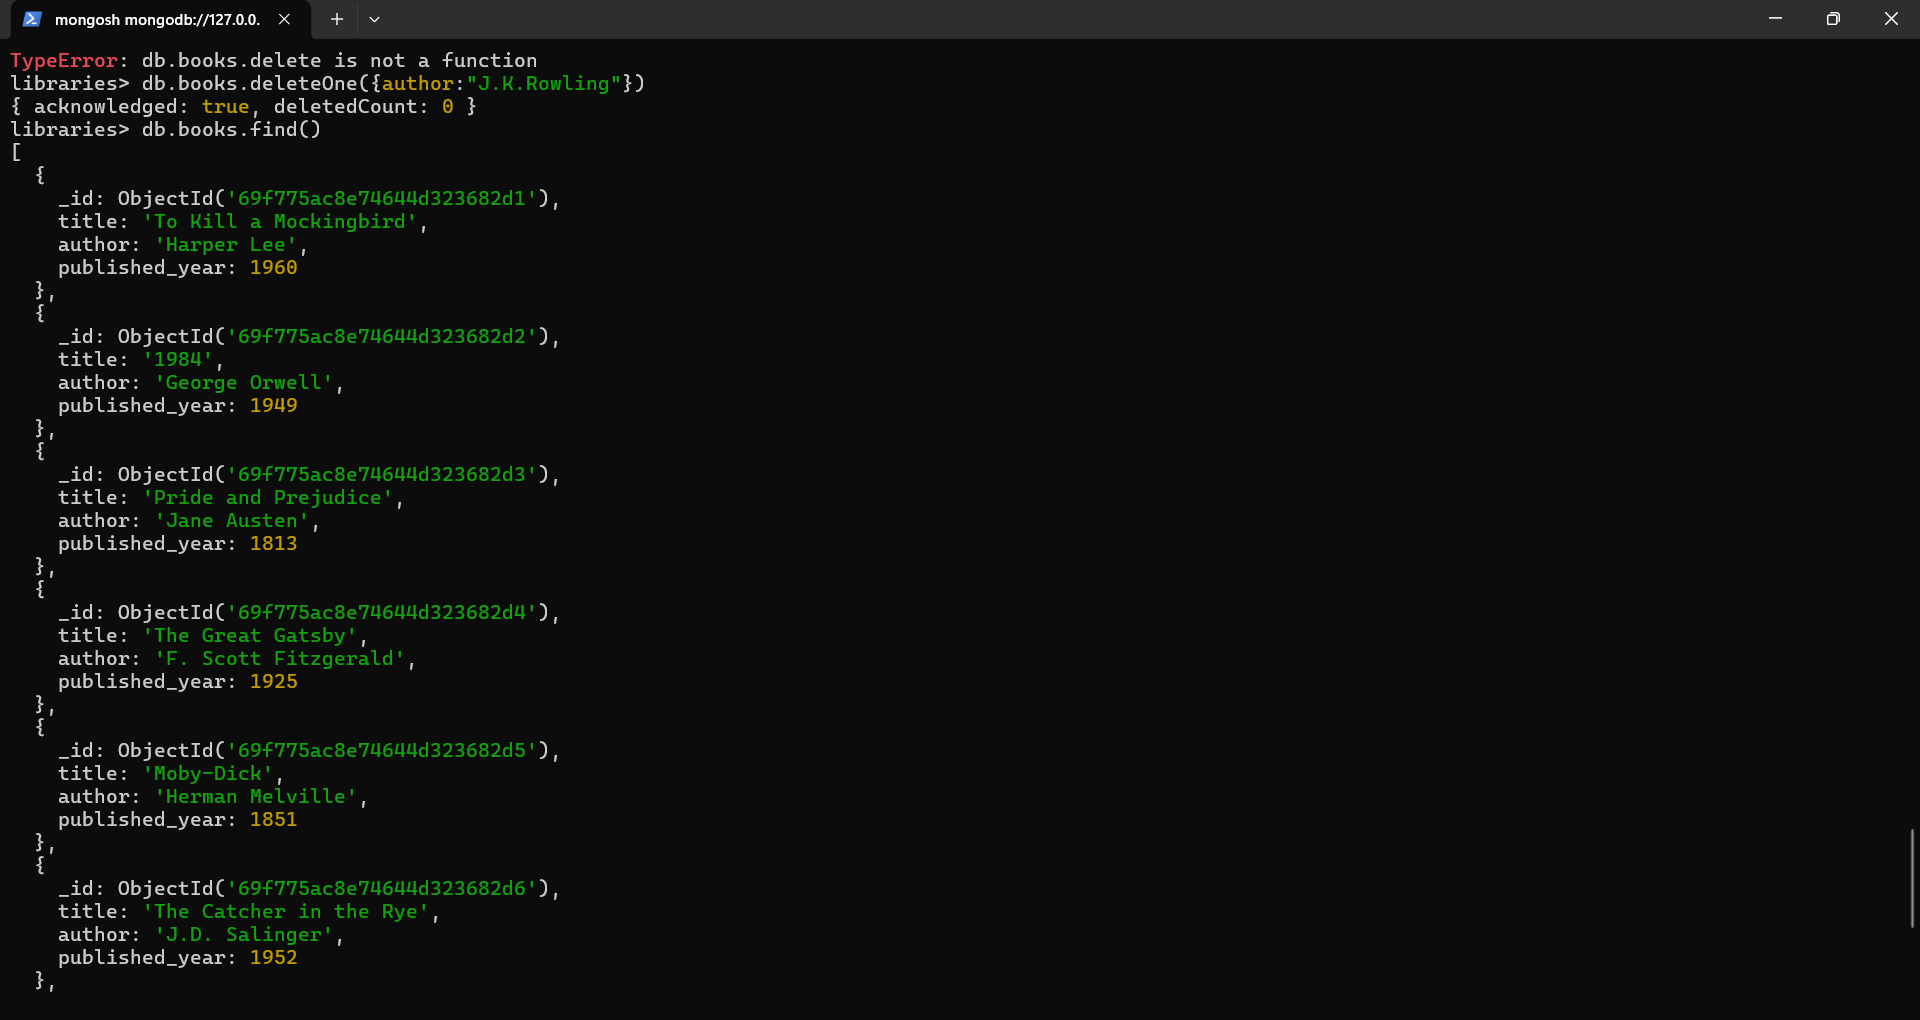 mongosh mongodb://127.0.0.
TypeError: db.books.delete is not a function
libraries> db.books.deleteOne({author:"J.K.Rowling"})
{ acknowledged: true, deletedCount: 0 }
libraries> db.books.find()
[
  {
    _id: ObjectId('69f775ac8e74644d323682d1'),
    title: 'To Kill a Mockingbird',
    author: 'Harper Lee',
    published_year: 1960
  },
  {
    _id: ObjectId('69f775ac8e74644d323682d2'),
    title: '1984',
    author: 'George Orwell',
    published_year: 1949
  },
  {
    _id: ObjectId('69f775ac8e74644d323682d3'),
    title: 'Pride and Prejudice',
    author: 'Jane Austen',
    published_year: 1813
  },
  {
    _id: ObjectId('69f775ac8e74644d323682d4'),
    title: 'The Great Gatsby',
    author: 'F. Scott Fitzgerald',
    published_year: 1925
  },
  {
    _id: ObjectId('69f775ac8e74644d323682d5'),
    title: 'Moby-Dick',
    author: 'Herman Melville',
    published_year: 1851
  },
  {
    _id: ObjectId('69f775ac8e74644d323682d6'),
    title: 'The Catcher in the Rye',
    author: 'J.D. Salinger',
    published_year: 1952
  },